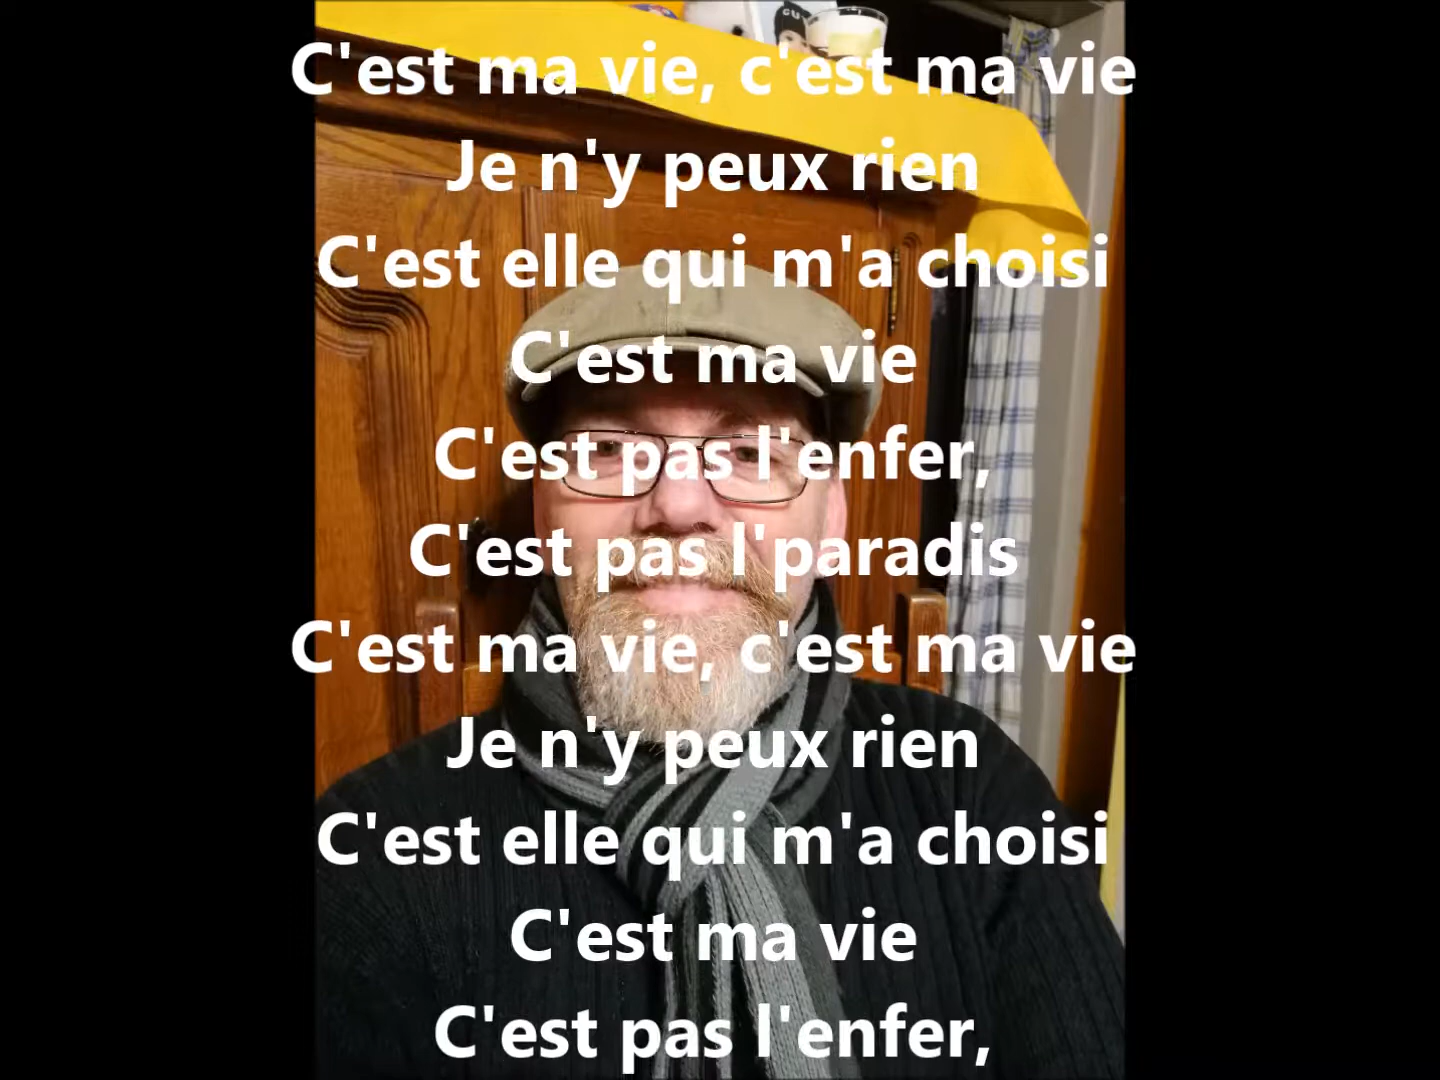 C'est ma vie, c'est ma vie
Je n'y peux rien
C'est elle qui m'a choisi
C'est ma vie
C'est pas l'enfer,
C'est pas l'paradis
C'est ma vie, c'est ma vie
Je n'y peux rien
C'est elle qui m'a choisi
C'est ma vie
C'est pas l'enfer,